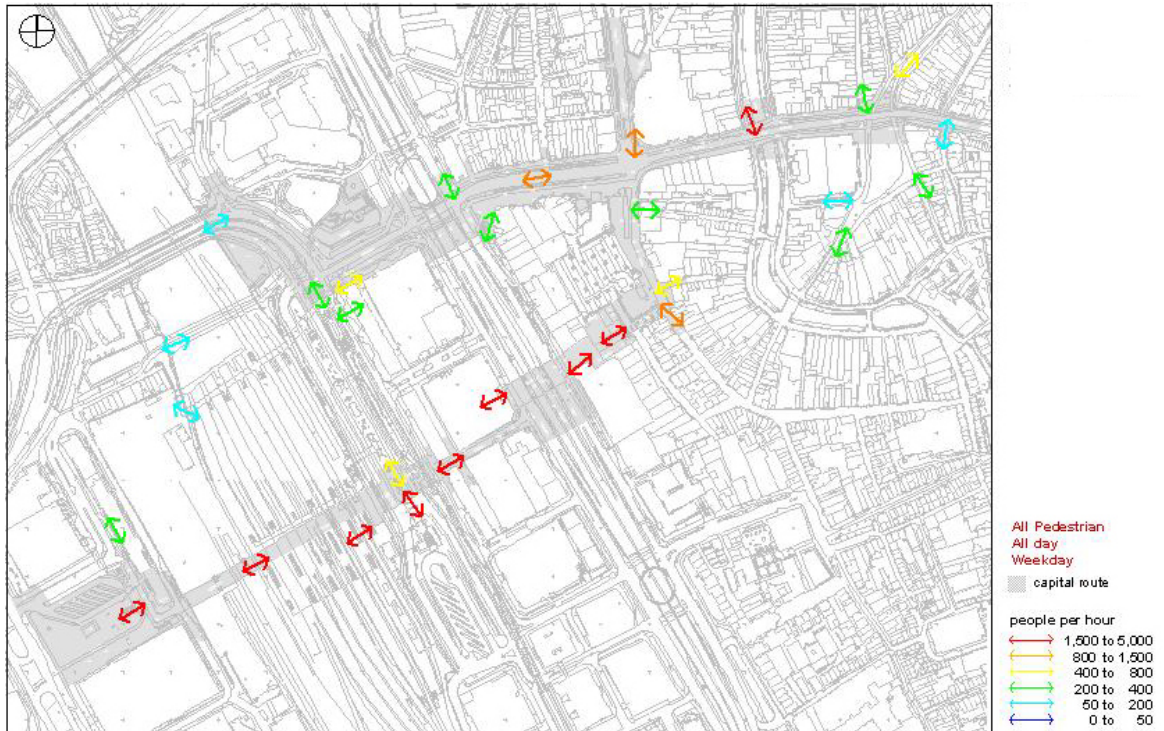 All Pedestrian
All day
Weekday
capital route
people per hour
1,500 to 5,000
800 to 1,500
400 to 800
200 to 400
50 to 200
0 to 50